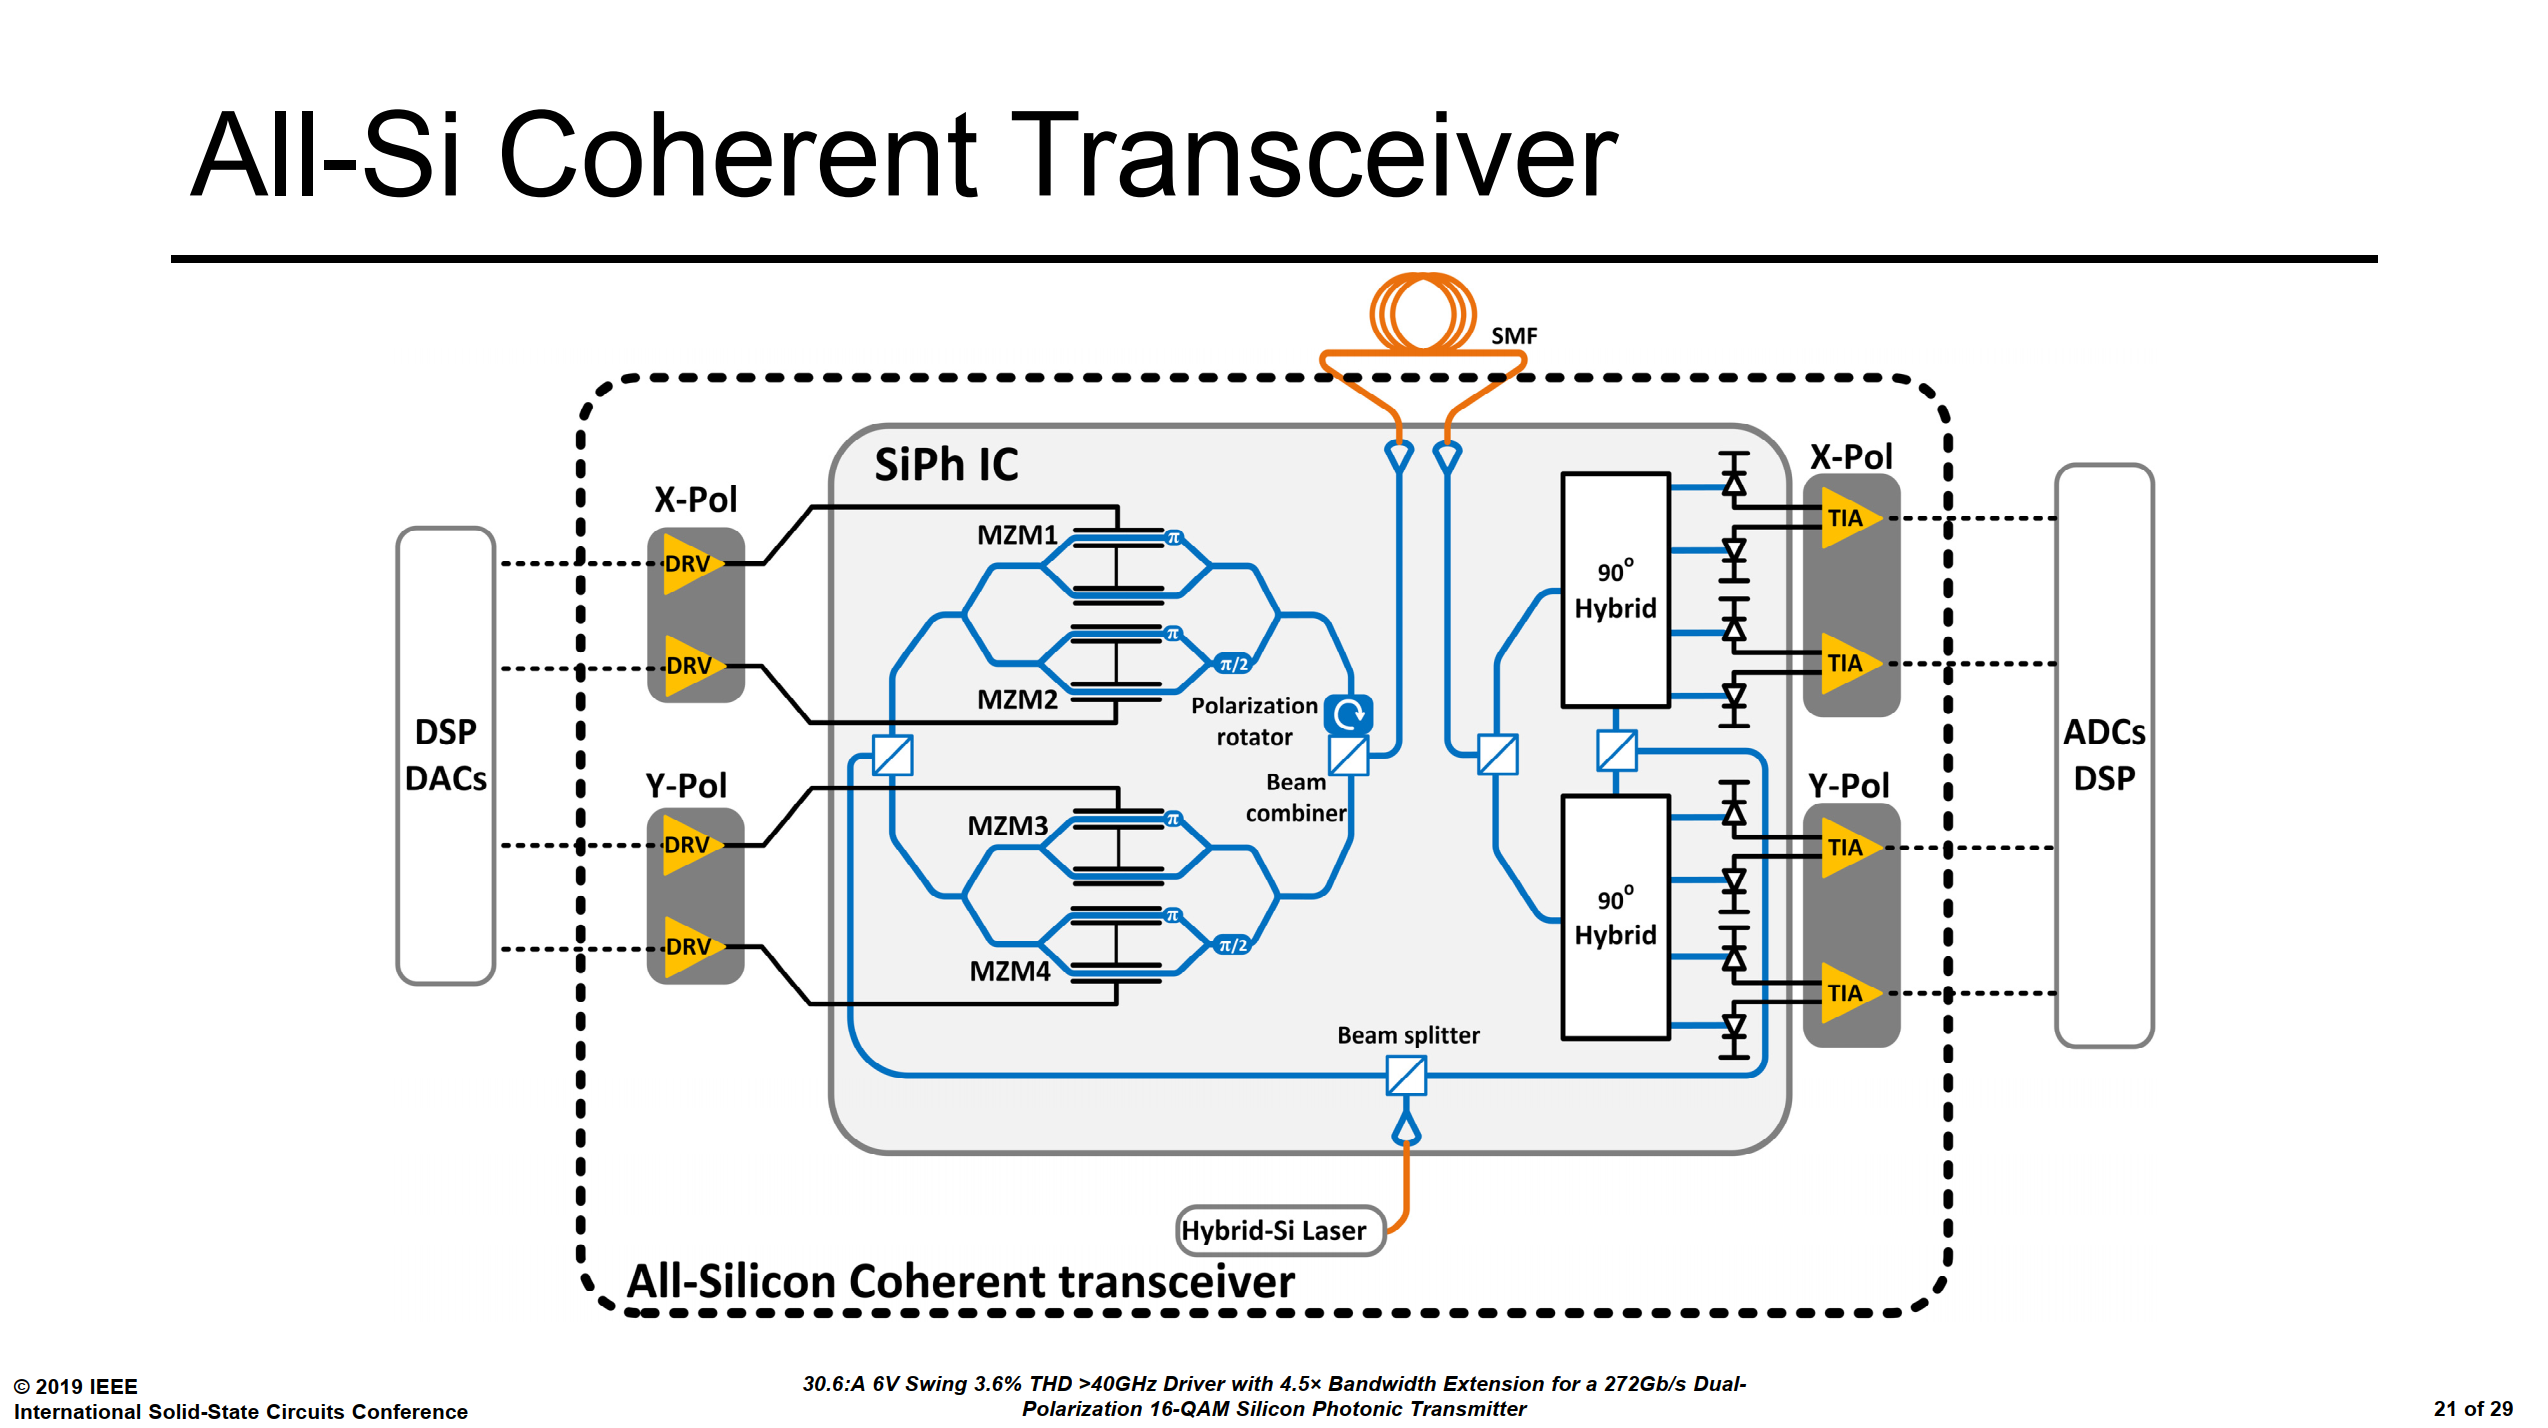 All-Si Coherent Transceiver
SMF
SiPh IC
X-Pol
DRV
DRV
Y-Pol
DRV
DRV
DSP
DACs
MZM1
π
π
π/2
MZM2
Polarization
rotator
Beam
combiner
MZM3
π
π
π/2
MZM4
90° 
Hybrid
90°
Hybrid
X-Pol
TIA
TIA
Y-Pol
TIA
TIA
ADCs
DSP
Beam splitter
Hybrid-Si Laser
All-Silicon Coherent transceiver
© 2019 IEEE
International Solid-State Circuits Conference
30.6:A 6V Swing 3.6% THD >40GHz Driver with 4.5× Bandwidth Extension for a 272Gb/s Dual-
Polarization 16-QAM Silicon Photonic Transmitter
21 of 29